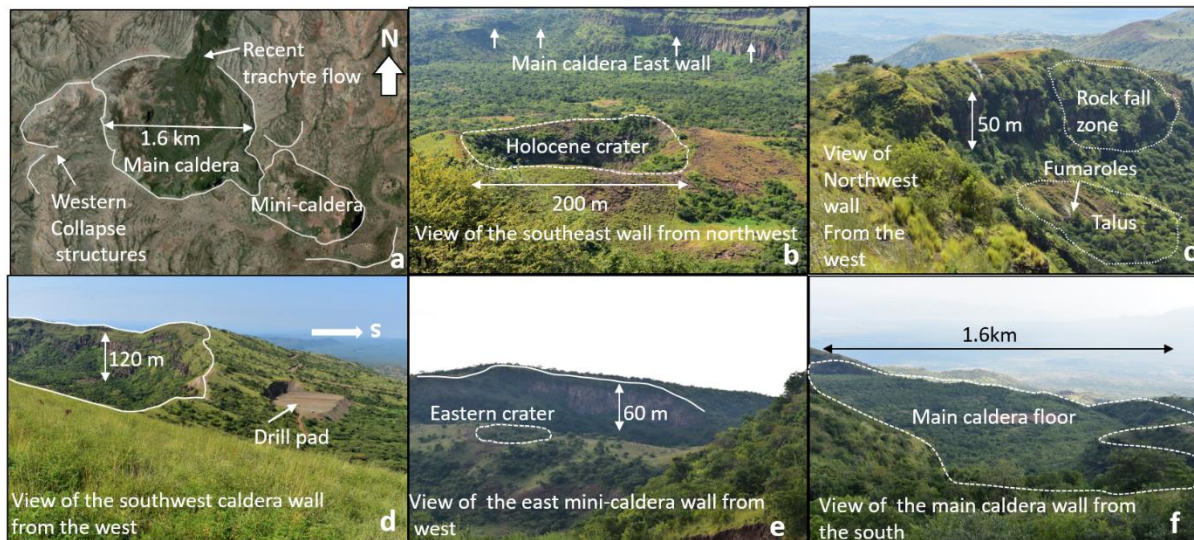 Recent
trachyte flow
N
1.6 km
Main caldera
Mini-caldera
Western
Collapse
structures
a
Main caldera East wall
Holocene crater
200 m
View of the southeast wall from northwest
b
Rock fall
zone
50 m
Fumaroles
View of
Northwest
wall
From the
west
Talus
c
S
120 m
Drill pad
View of the southwest caldera wall
from the west
d
Eastern crater
60 m
View of the east mini-caldera wall from
west
e
1.6km
Main caldera floor
View of the main caldera wall from
the south
f